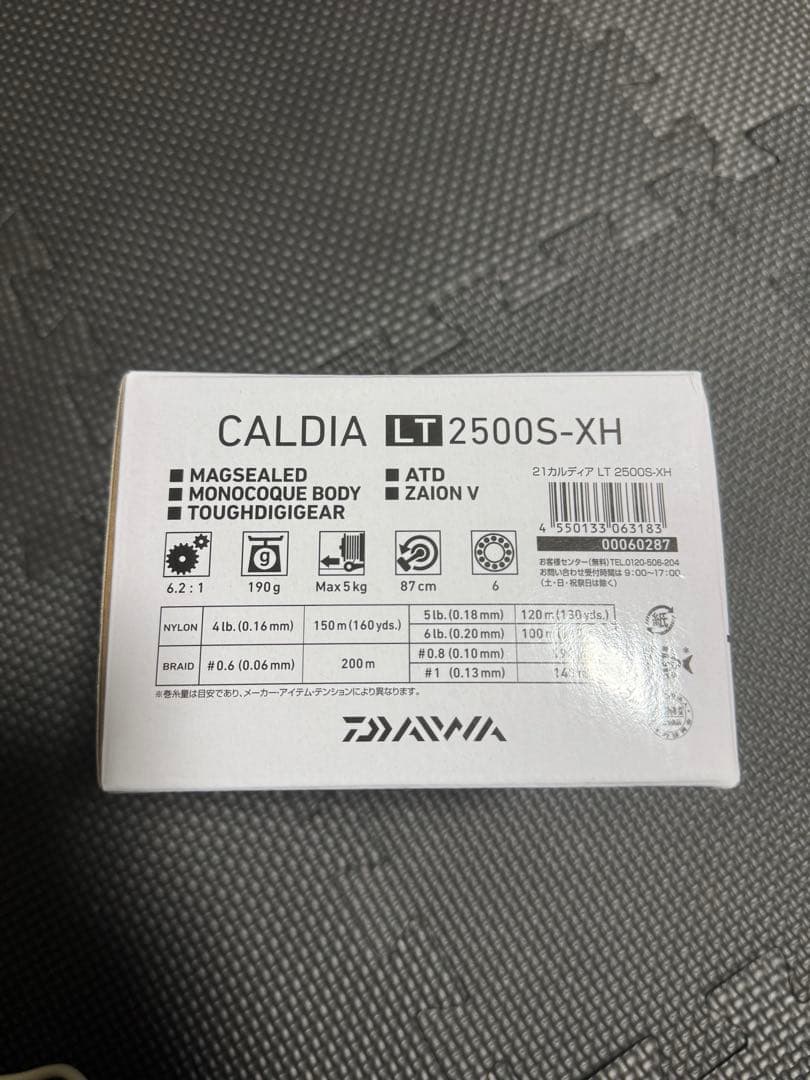 CALDIA LT 2500S-XH
■ MAGSEALED
■ MONOCOQUE BODY
■ TOUGHDIGIGEAR
■ ATD
■ ZAION V
21カルディア LT 2500S-XH
4 550133 063183
00060287
お客様センター(無料)TEL.0120-506-204
お問い合わせ受付時間は 9:00〜17:00
(土・日・祝祭日は除く)
g
6.2:1 190g Max5kg 87cm 6
NYLON 4lb.(0.16mm) 150m(160yds.) 5lb.(0.18mm) 120m(130yds.)
6lb.(0.20mm) 100m
BRAID #0.6(0.06mm) 200m #0.8(0.10mm)
#1 (0.13mm)
※巻糸量は目安であり、メーカー・アイテム・テンションにより異なります。
紙
DAIWA